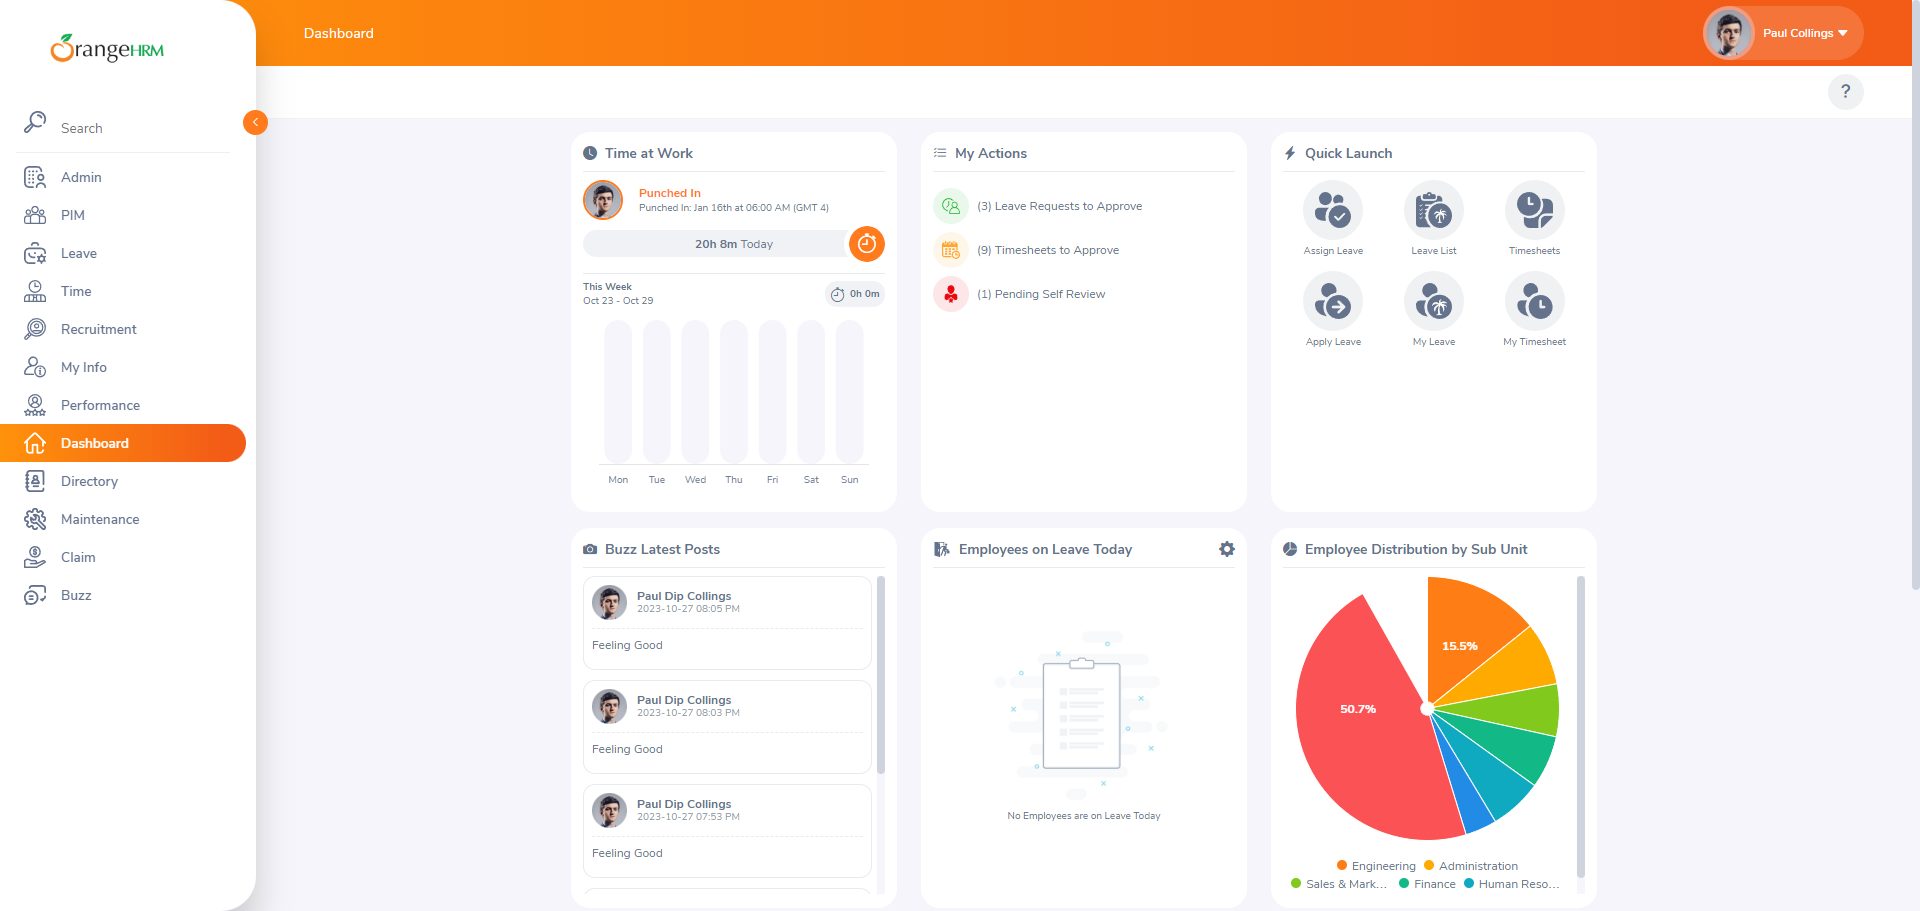 OrangeHRM
Dashboard
Paul Collings
?
Search
Admin
PIM
Leave
Time
Recruitment
My Info
Performance
Dashboard
Directory
Maintenance
Claim
Buzz
Time at Work
Punched In
Punched In: Jan 16th at 06:00 AM (GMT 4)
20h 8m Today
This Week
Oct 23 - Oct 29
0h 0m
Mon Tue Wed Thu Fri Sat Sun
My Actions
(3) Leave Requests to Approve
(9) Timesheets to Approve
(1) Pending Self Review
Quick Launch
Assign Leave Leave List Timesheets
Apply Leave My Leave My Timesheet
Buzz Latest Posts
Paul Dip Collings
2023-10-27 08:05 PM
Feeling Good
Paul Dip Collings
2023-10-27 08:03 PM
Feeling Good
Paul Dip Collings
2023-10-27 07:53 PM
Feeling Good
Employees on Leave Today
No Employees are on Leave Today
Employee Distribution by Sub Unit
15.5%
50.7%
Engineering Administration
Sales & Mark... Finance Human Reso...